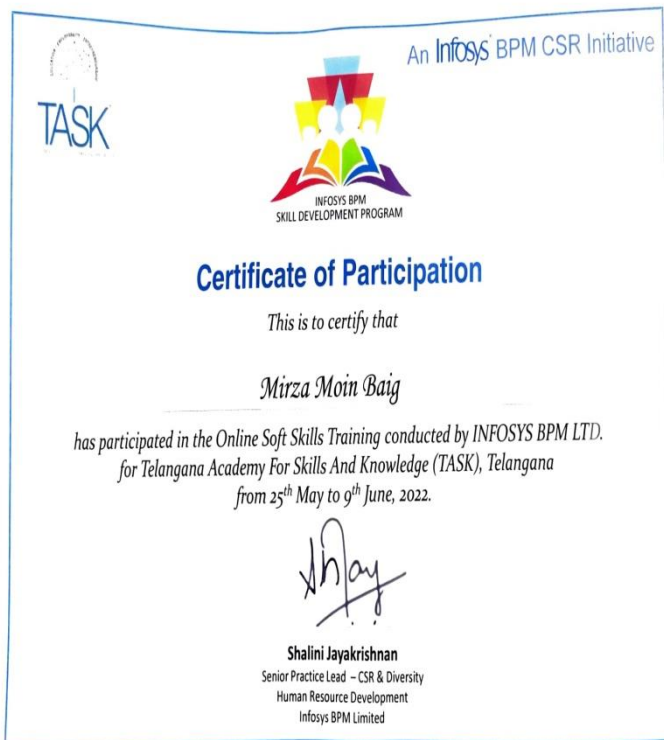 An Infosys BPM CSR Initiative
TASK
INFOSYS BPM
SKILL DEVELOPMENT PROGRAM
Certificate of Participation
This is to certify that
Mirza Moin Baig
has participated in the Online Soft Skills Training conducted by INFOSYS BPM LTD.
for Telangana Academy For Skills And Knowledge (TASK), Telangana
from 25th May to 9th June, 2022.
Shalini Jayakrishnan
Senior Practice Lead – CSR & Diversity
Human Resource Development
Infosys BPM Limited